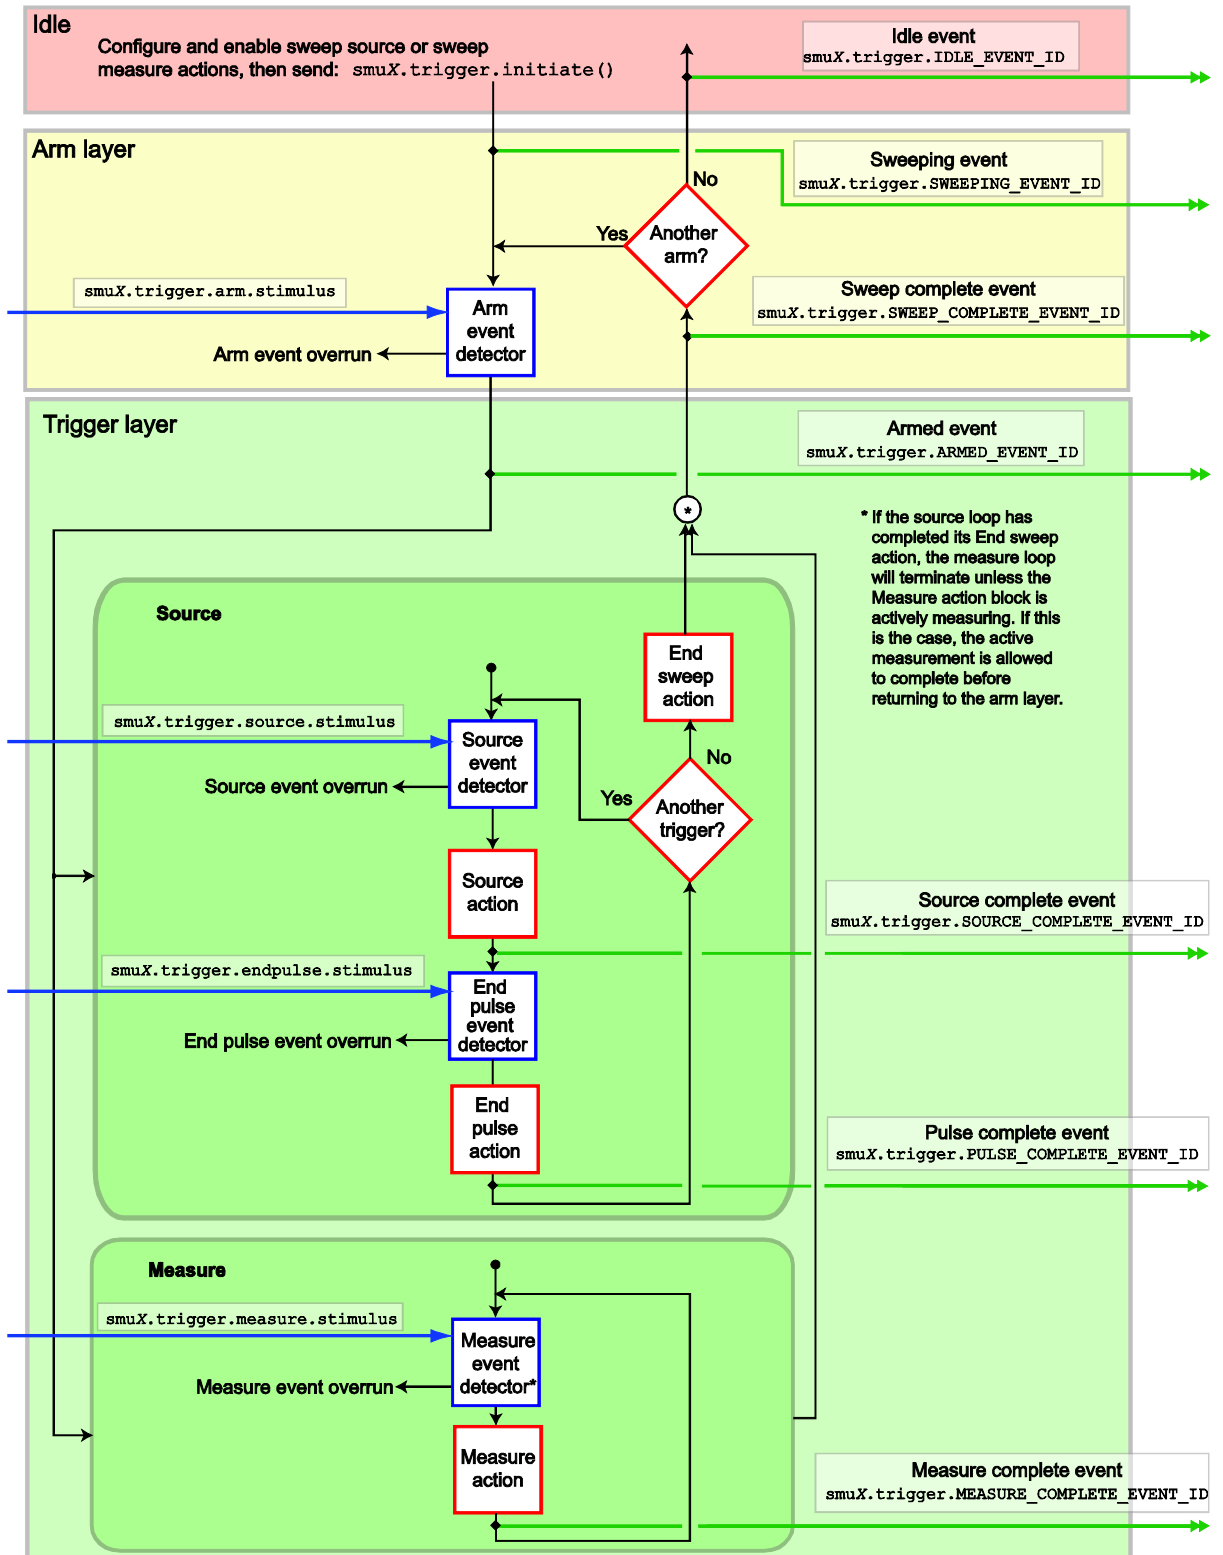 Idle
Configure and enable sweep source or sweep
measure actions, then send: smuX.trigger.initiate()
Idle event
smuX.trigger.IDLE_EVENT_ID
Arm layer
Sweeping event
smuX.trigger.SWEEPING_EVENT_ID
No
Yes
Another
arm?
smuX.trigger.arm.stimulus
Arm
event
detector
Arm event overrun
Sweep complete event
smuX.trigger.SWEEP_COMPLETE_EVENT_ID
Trigger layer
Armed event
smuX.trigger.ARMED_EVENT_ID
*
* If the source loop has
completed its End sweep
action, the measure loop
will terminate unless the
Measure action block is
actively measuring. If this
is the case, the active
measurement is allowed
to complete before
returning to the arm layer.
Source
End
sweep
action
smuX.trigger.source.stimulus
Source
event
detector
Source event overrun
No
Yes
Another
trigger?
Source
action
Source complete event
smuX.trigger.SOURCE_COMPLETE_EVENT_ID
smuX.trigger.endpulse.stimulus
End
pulse
event
detector
End pulse event overrun
End
pulse
action
Pulse complete event
smuX.trigger.PULSE_COMPLETE_EVENT_ID
Measure
smuX.trigger.measure.stimulus
Measure
event
detector*
Measure event overrun
Measure
action
Measure complete event
smuX.trigger.MEASURE_COMPLETE_EVENT_ID